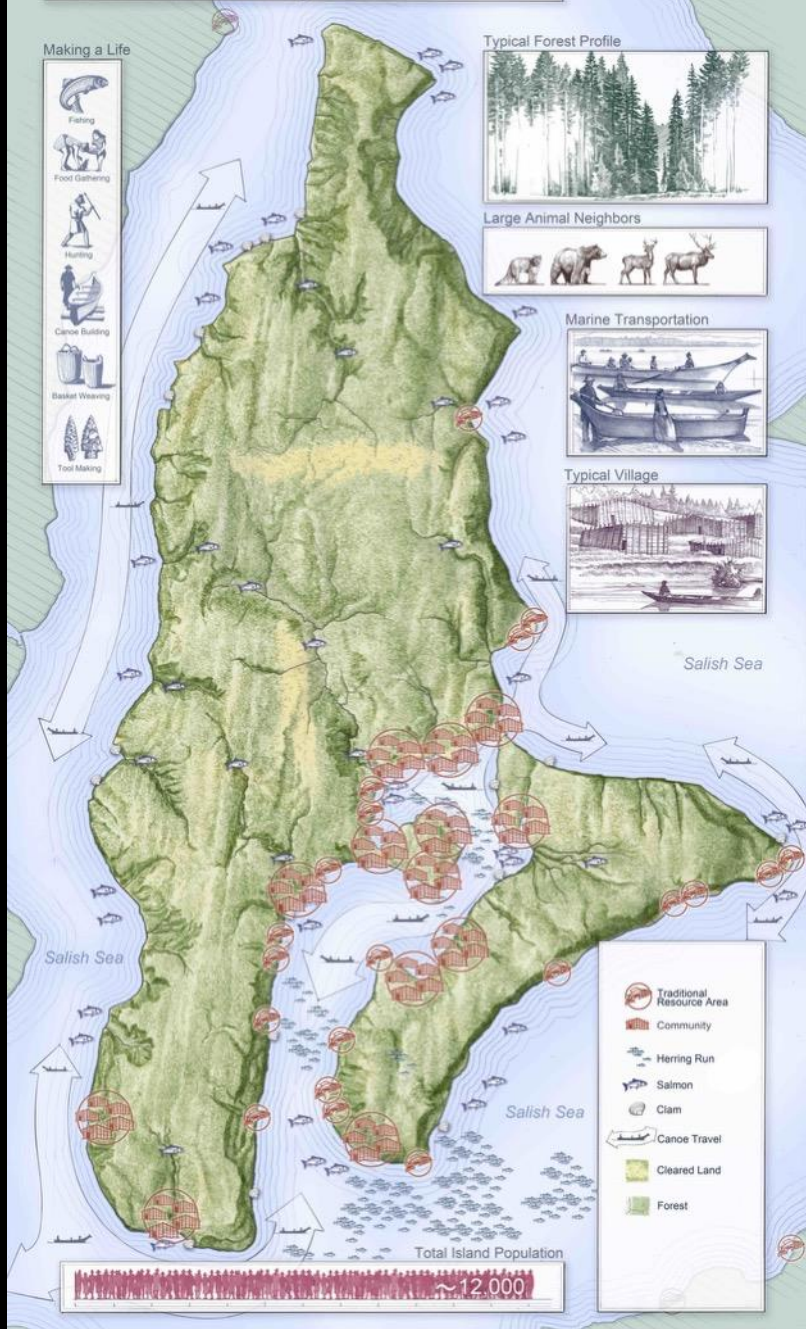 Making a Life
Fishing
Food Gathering
Hunting
Canoe Building
Basket Weaving
Tool Making
Typical Forest Profile
Large Animal Neighbors
Marine Transportation
Typical Village
Salish Sea
Salish Sea
Salish Sea
Traditional
Resource Area
Community
Herring Run
Salmon
Clam
Canoe Travel
Cleared Land
Forest
Total Island Population
~12,000